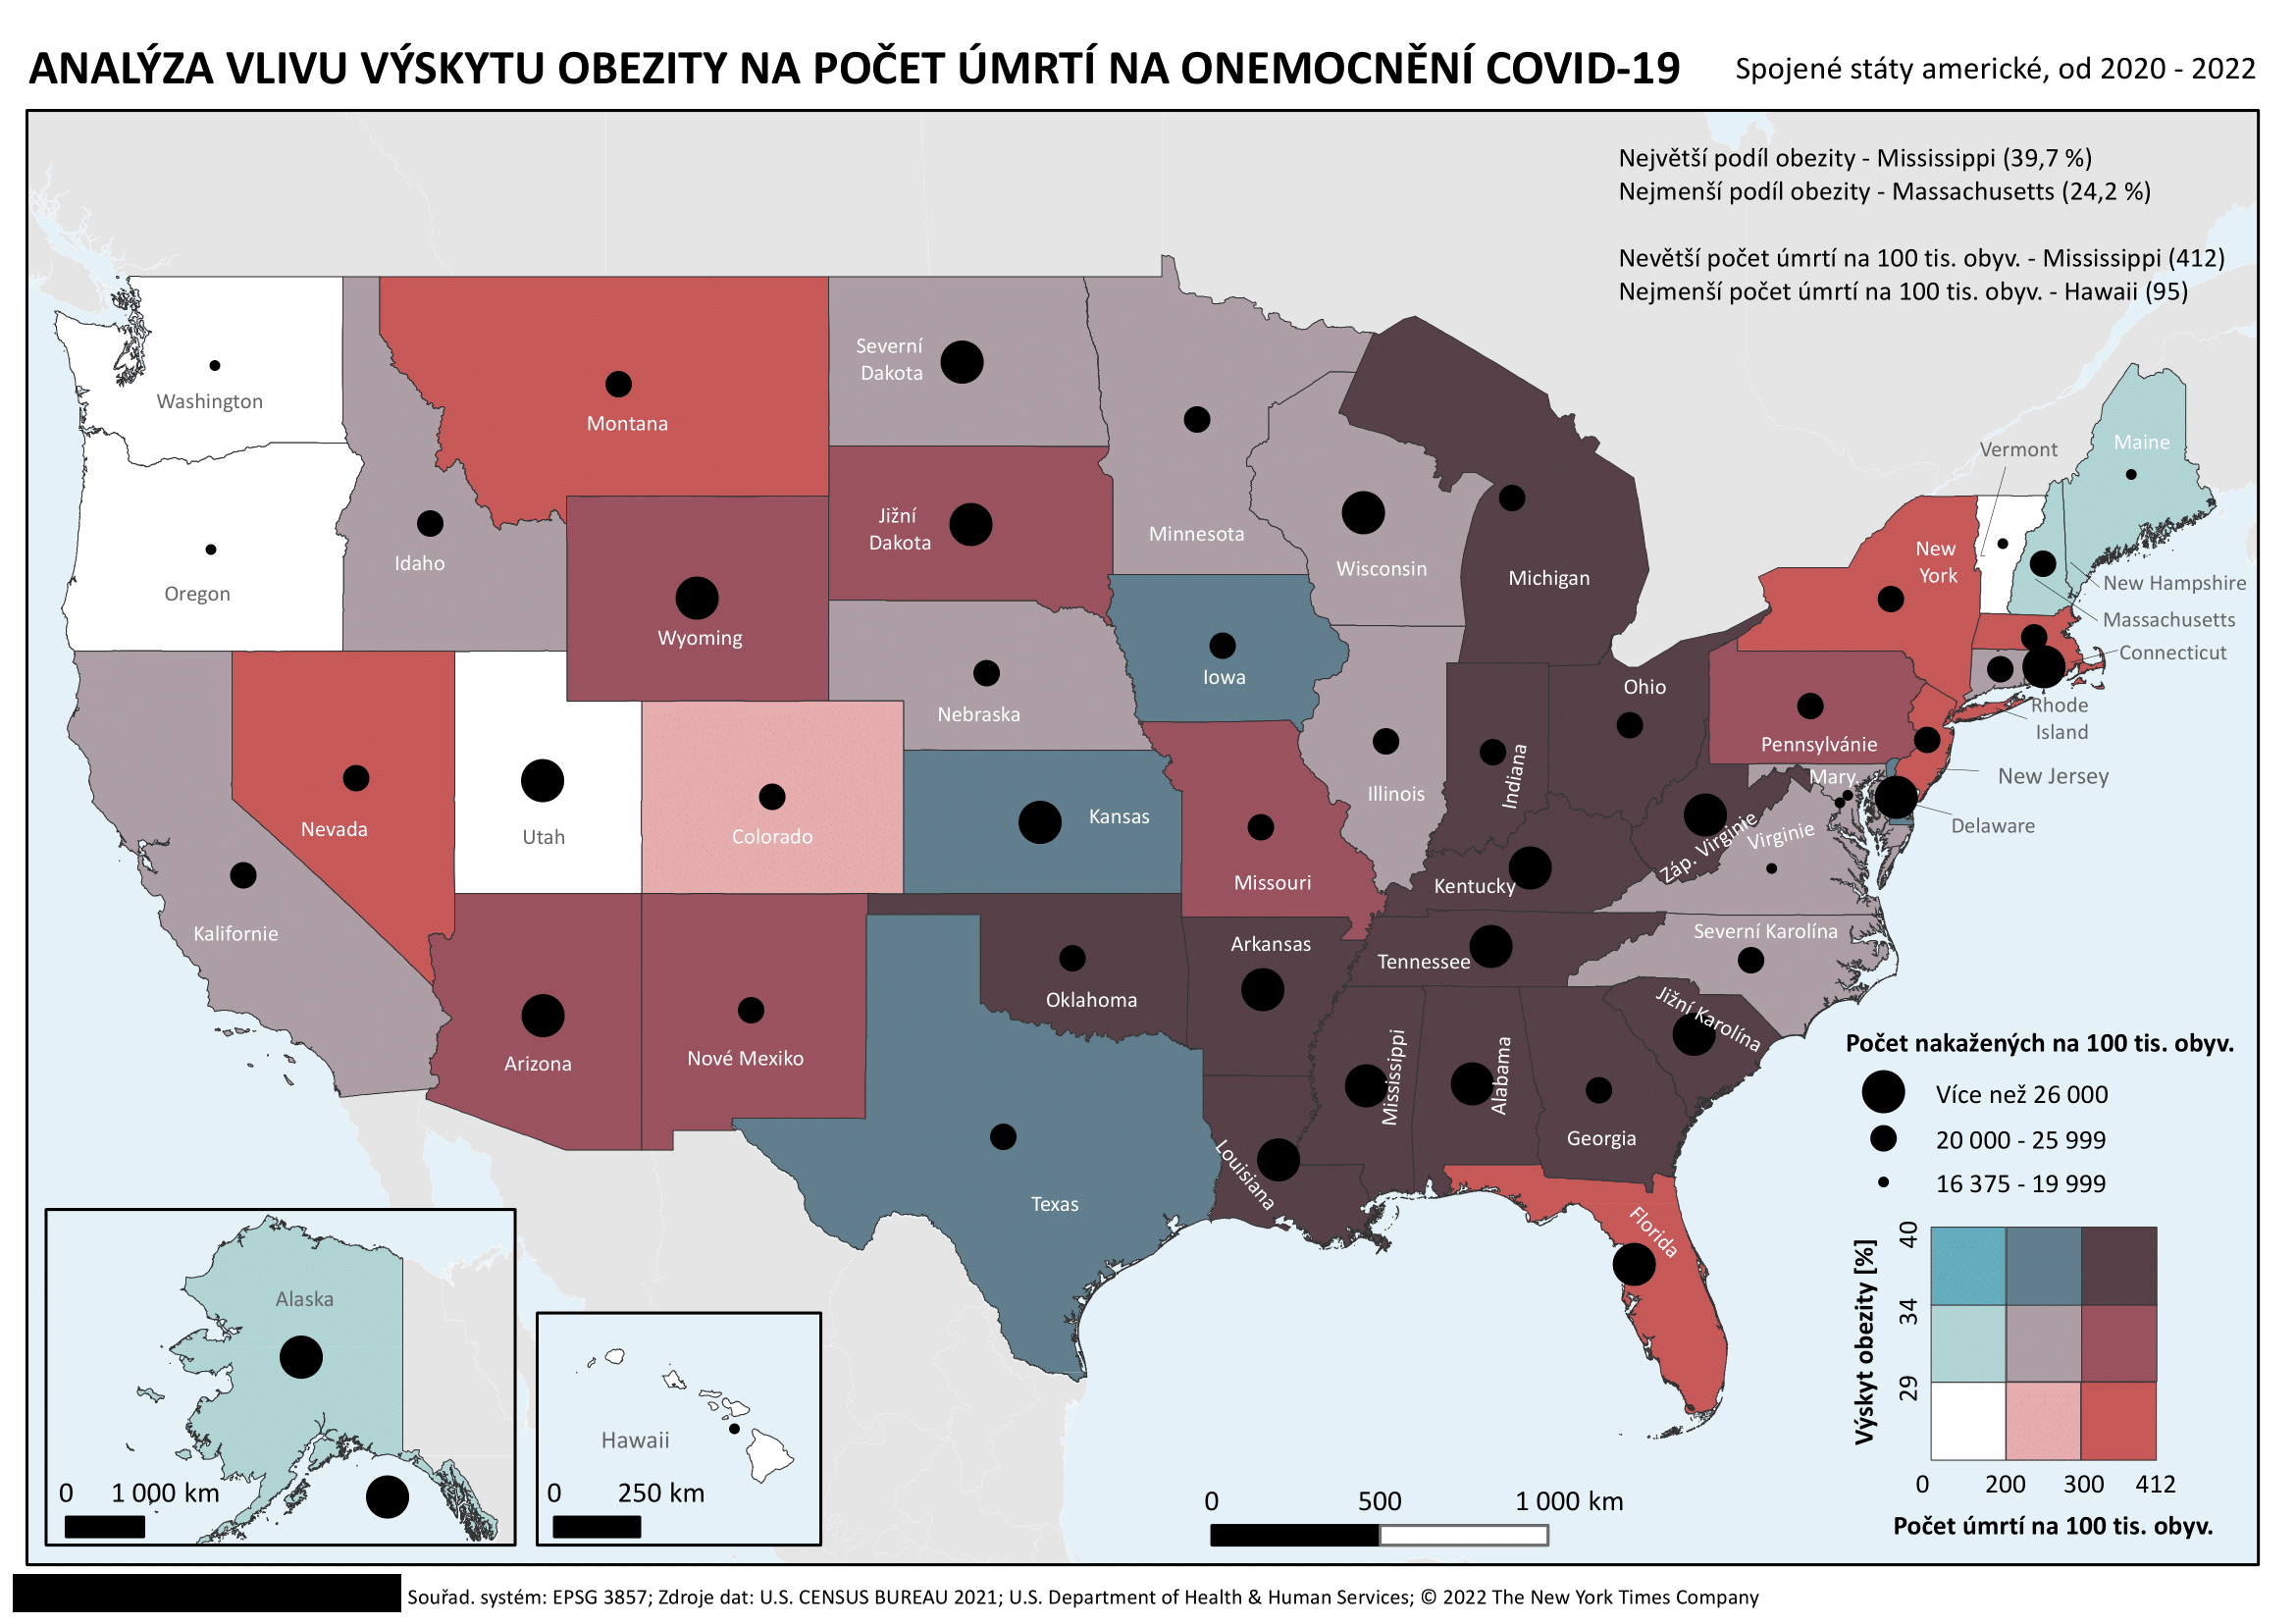 ANALÝZA VLIVU VÝSKYTU OBEZITY NA POČET ÚMRTÍ NA ONEMOCNĚNÍ COVID-19
Spojené státy americké, od 2020 - 2022
Největší podíl obezity - Mississippi (39,7 %)
Nejmenší podíl obezity - Massachusetts (24,2 %)
Nevětší počet úmrtí na 100 tis. obyv. - Mississippi (412)
Nejmenší počet úmrtí na 100 tis. obyv. - Hawaii (95)
Washington
Montana
Severní
Dakota
Oregon
Idaho
Jižní
Dakota
Minnesota
Wisconsin
Michigan
New
York
Vermont
Maine
New Hampshire
Massachusetts
Connecticut
Rhode
Island
New Jersey
Delaware
Wyoming
Nebraska
Iowa
Illinois
Indiana
Ohio
Pennsylvánie
Mary.
Nevada
Utah
Colorado
Kansas
Missouri
Kentucky
Záp. Virginie
Virginie
Kalifornie
Arizona
Nové Mexiko
Oklahoma
Arkansas
Tennessee
Severní Karolína
Jižní Karolína
Mississippi
Alabama
Georgia
Texas
Louisiana
Florida
Alaska
0 1 000 km
Hawaii
0 250 km
0 500 1 000 km
Počet nakažených na 100 tis. obyv.
Více než 26 000
20 000 - 25 999
16 375 - 19 999
Výskyt obezity [%]
40
34
29
0 200 300 412
Počet úmrtí na 100 tis. obyv.
Souřad. systém: EPSG 3857; Zdroje dat: U.S. CENSUS BUREAU 2021; U.S. Department of Health & Human Services; © 2022 The New York Times Company